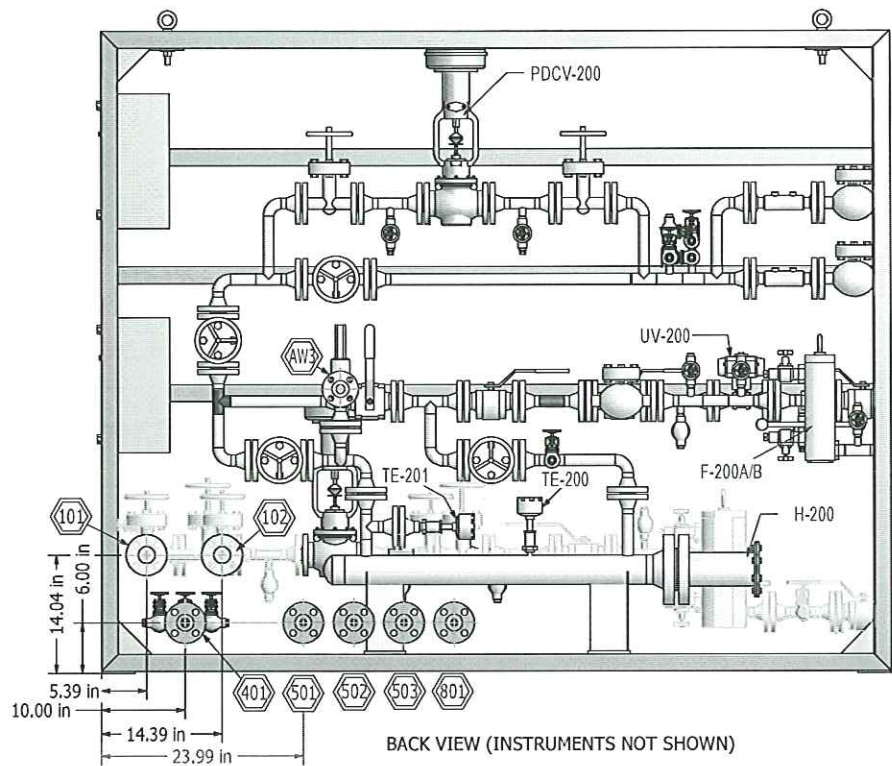 PDCV-200
UV-200
AW3
F-200A/B
TE-201
TE-200
101
102
H-200
14.04 in
6.00 in
5.39 in
401
501
502
503
801
10.00 in
14.39 in
23.99 in
BACK VIEW (INSTRUMENTS NOT SHOWN)